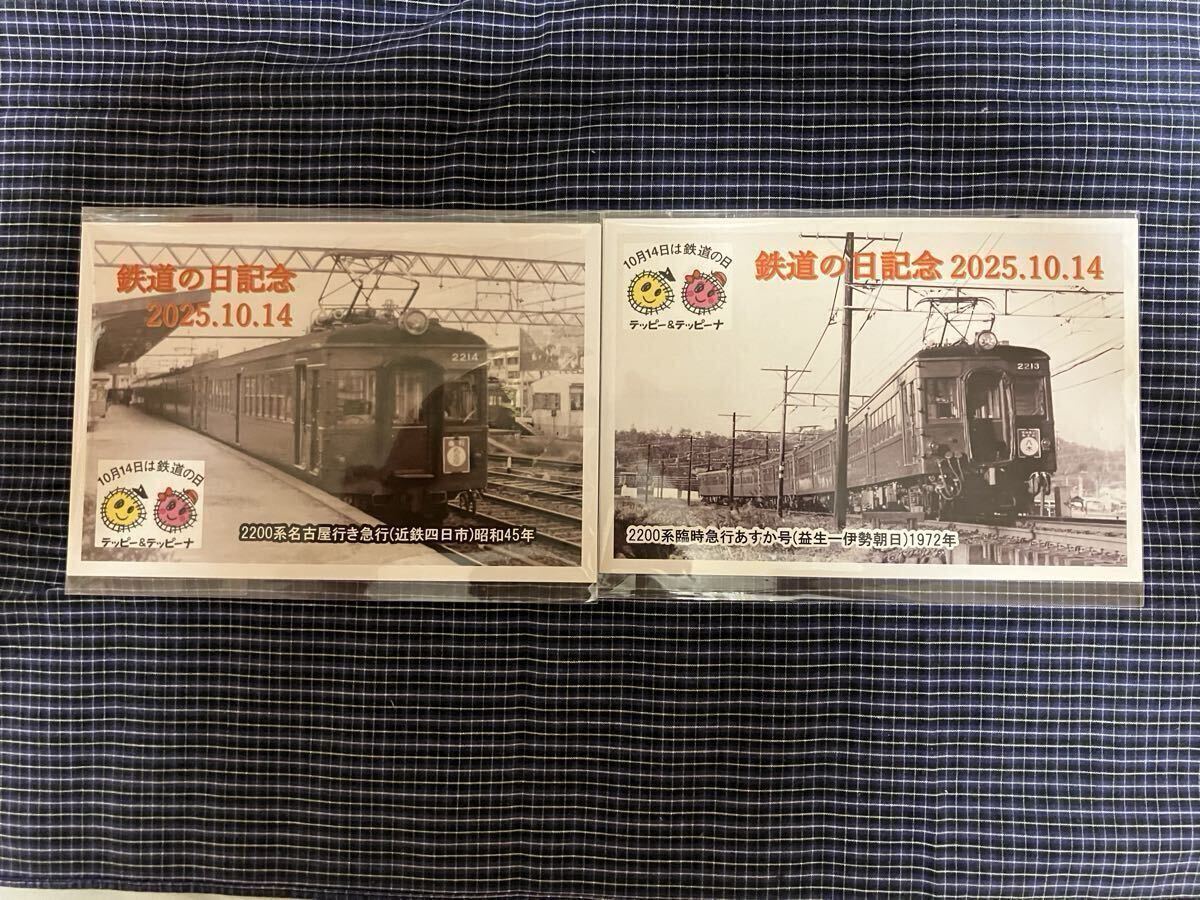 鉄道の日記念
2025.10.14
2214
10月14日は鉄道の日
テッピー&テッピーナ
2200系名古屋行き急行(近鉄四日市)昭和45年
10月14日は鉄道の日
テッピー&テッピーナ
鉄道の日記念 2025.10.14
2213
2200系臨時急行あすか号(益生ー伊勢朝日)1972年